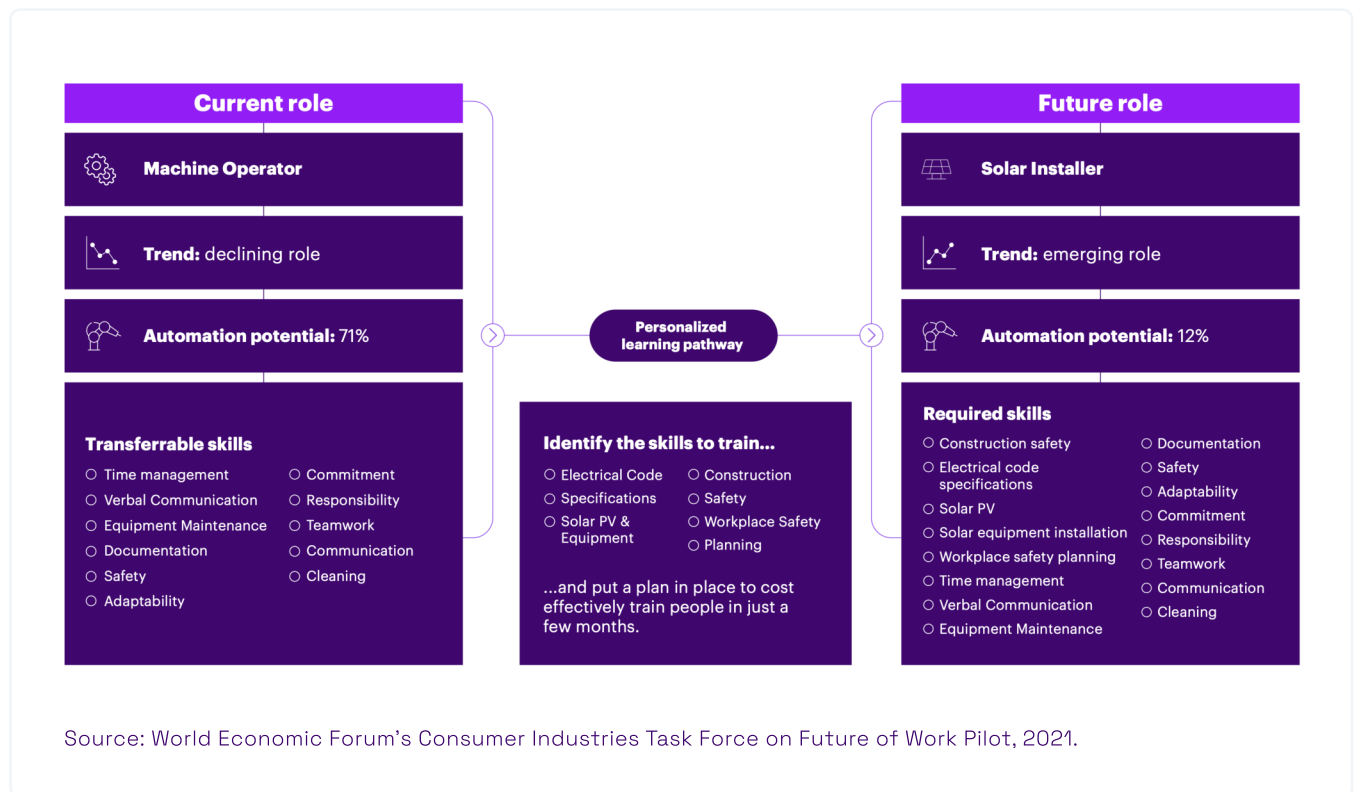 Current role
Machine Operator
Trend: declining role
Automation potential: 71%
Transferrable skills
Time management
Verbal Communication
Equipment Maintenance
Documentation
Safety
Adaptability
Commitment
Responsibility
Teamwork
Communication
Cleaning
Personalized
learning pathway
Identify the skills to train...
Electrical Code
Specifications
Solar PV &
Equipment
Construction
Safety
Workplace Safety
Planning
...and put a plan in place to cost
effectively train people in just a
few months.
Future role
Solar Installer
Trend: emerging role
Automation potential: 12%
Required skills
Construction safety
Electrical code
specifications
Solar PV
Solar equipment installation
Workplace safety planning
Time management
Verbal Communication
Equipment Maintenance
Documentation
Safety
Adaptability
Commitment
Responsibility
Teamwork
Communication
Cleaning
Source: World Economic Forum's Consumer Industries Task Force on Future of Work Pilot, 2021.